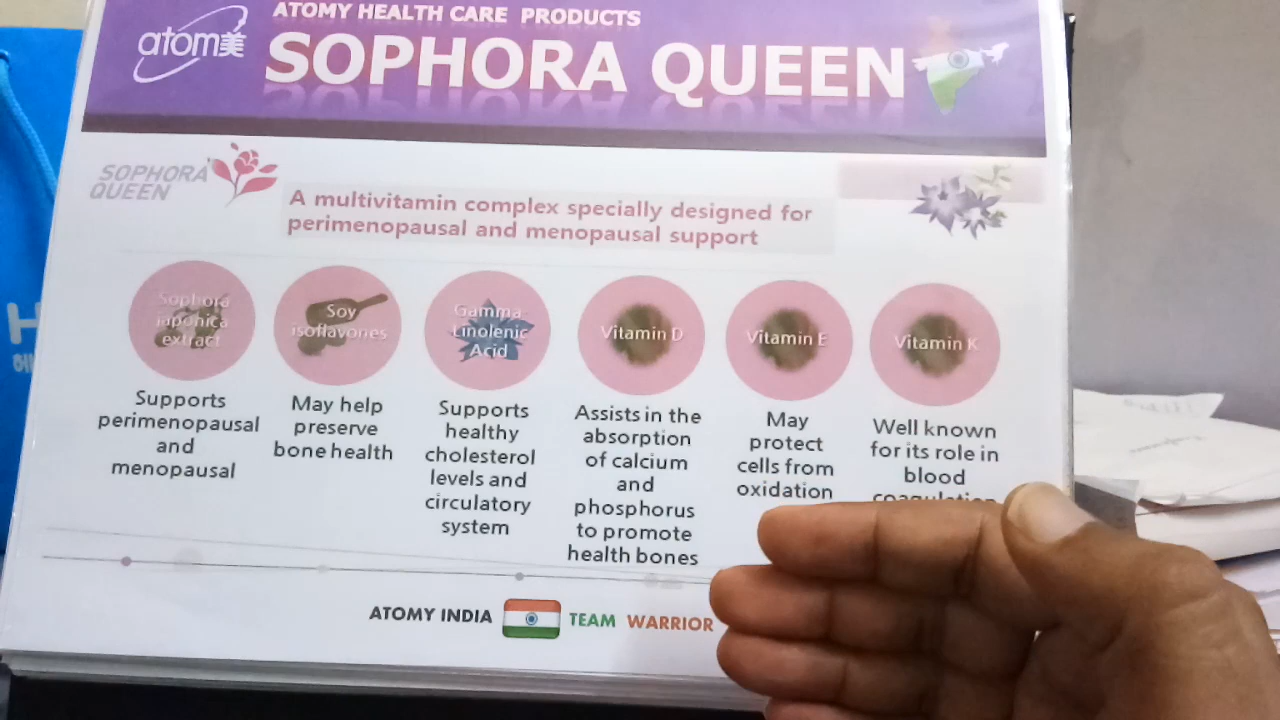 ATOMY HEALTH CARE PRODUCTS
atom美
SOPHORA QUEEN
SOPHORA
QUEEN
A multivitamin complex specially designed for
perimenopausal and menopausal support
Sophora
japonica
extract
Supports
perimenopausal
and
menopausal
Soy
isoflavones
May help
preserve
bone health
Gamma
Linolenic
Acid
Supports
healthy
cholesterol
levels and
circulatory
system
Vitamin D
Assists in the
absorption
of calcium
and
phosphorus
to promote
health bones
Vitamin E
May
protect
cells from
oxidation
Vitamin K
Well known
for its role in
blood
coagulation
ATOMY INDIA TEAM WARRIOR
H